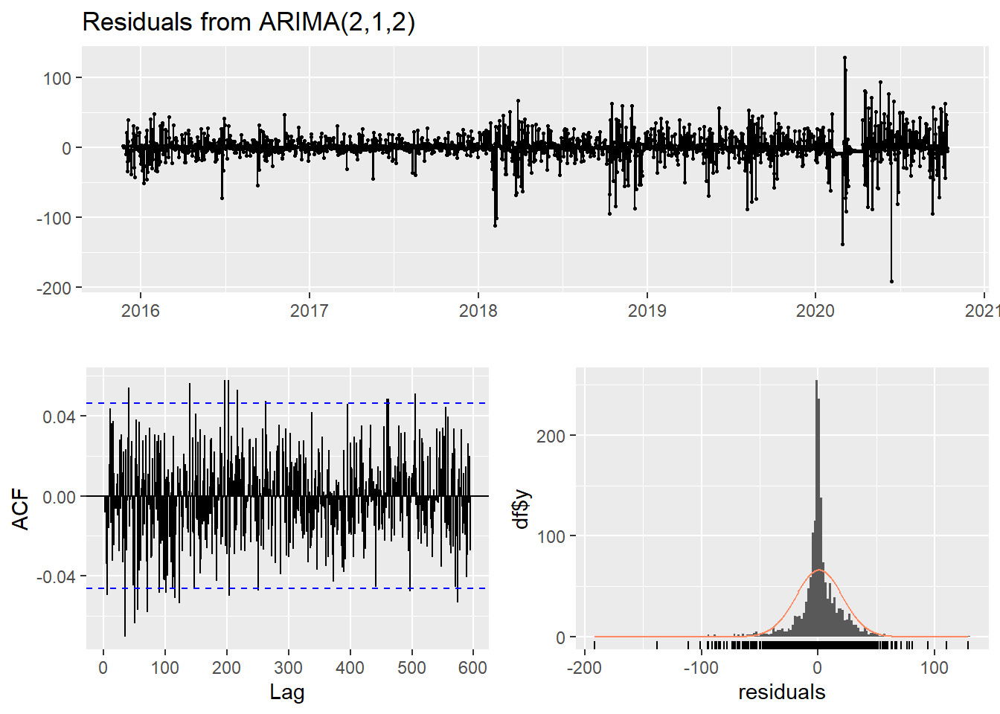 Residuals from ARIMA(2,1,2)
100
0
-100
-200
2016 2017 2018 2019 2020 2021
0.04
0.00
-0.04
ACF
0 100 200 300 400 500 600
Lag
200
100
0
df$y
-200 -100 0 100
residuals